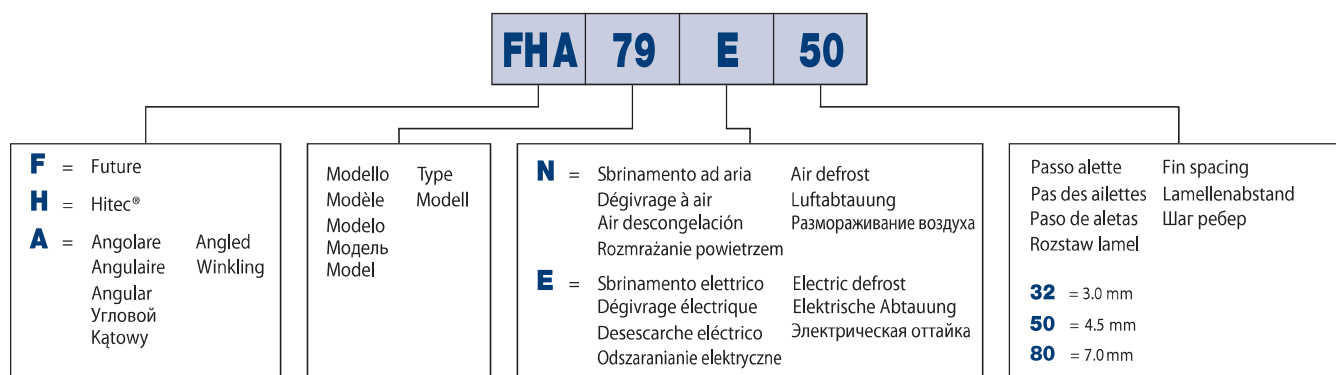 FHA 79 E 50
F = Future
H = Hitec®
A = Angolare Angled
Angulaire Winkling
Angular
Угловой
Kątowy
Modello Type
Modèle Modell
Modelo
Модель
Model
N = Sbrinamento ad aria Air defrost
Dégivrage à air Luftabtauung
Air descongelación Размораживание воздуха
Rozmrażanie powietrzem
E = Sbrinamento elettrico Electric defrost
Dégivrage électrique Elektrische Abtauung
Desescarche eléctrico Электрическая оттайка
Odszaranianie elektryczne
Passo alette Fin spacing
Pas des ailettes Lamellenabstand
Paso de aletas Шаг ребер
Rozstaw lamel
32 = 3.0 mm
50 = 4.5 mm
80 = 7.0 mm